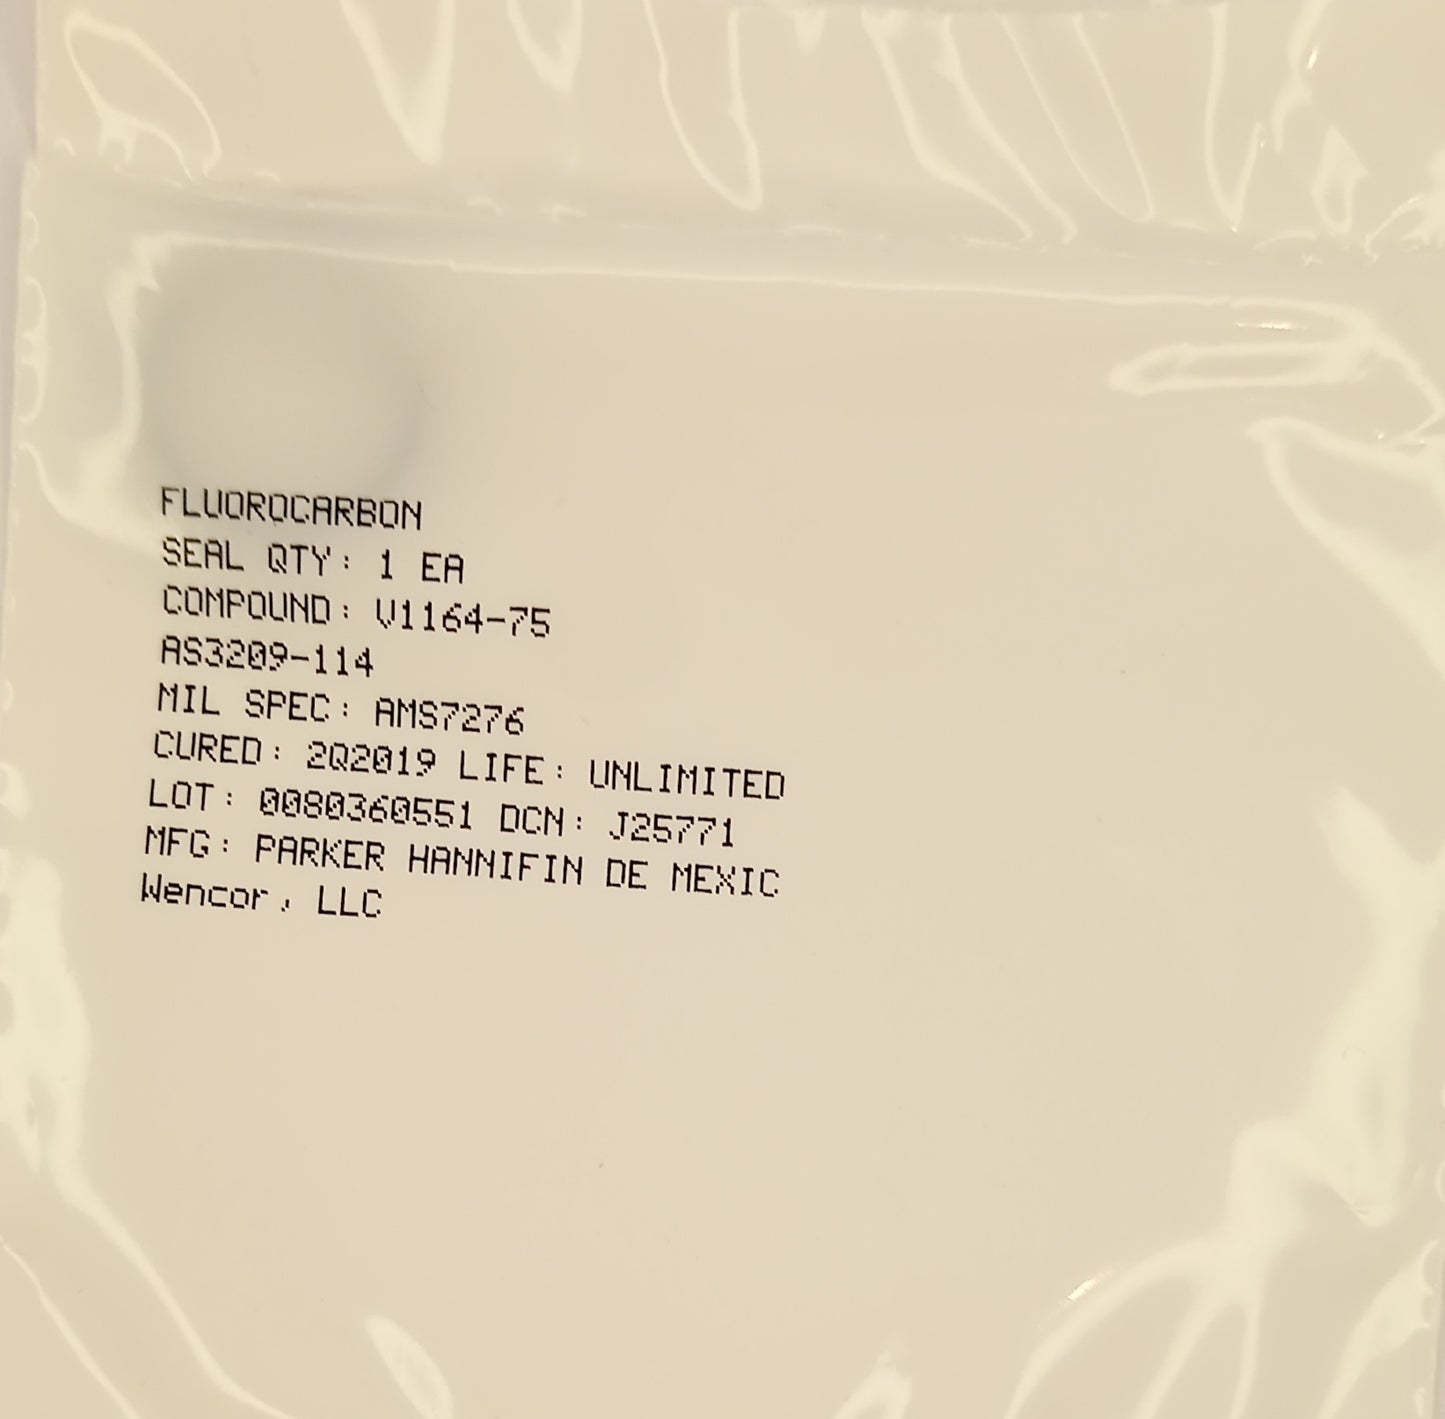 FLUOROCARBON
SEAL QTY: 1 EA
COMPOUND: V1164-75
AS3209-114
MIL SPEC: AMS7276
CURED: 2Q2019 LIFE: UNLIMITED
LOT: 0080360551 DCN: J25771
MFG: PARKER HANNIFIN DE MEXIC
Wencor, LLC